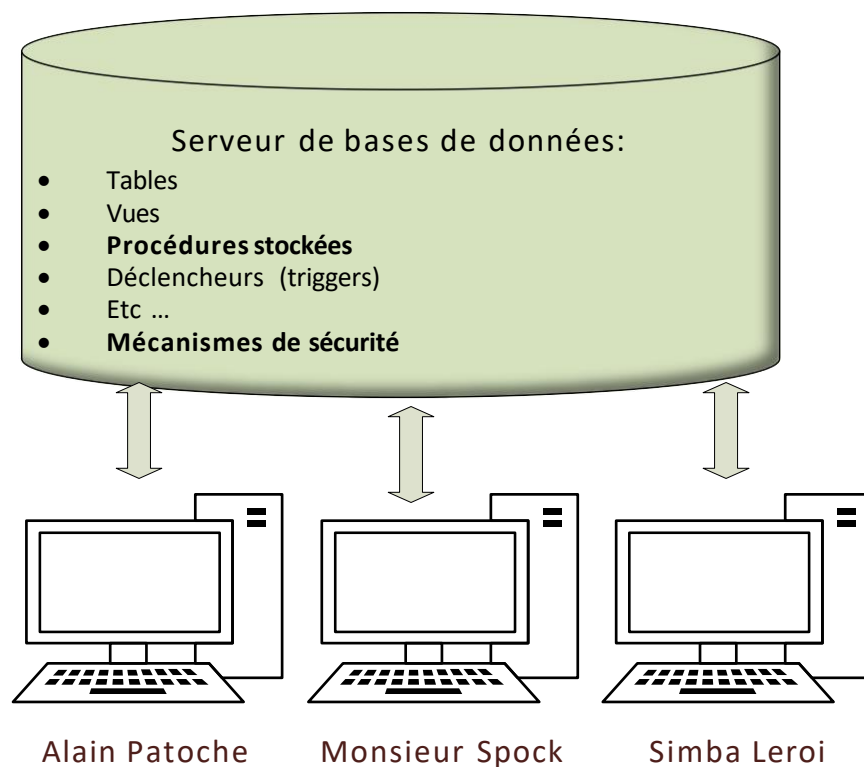 Serveur de bases de données:
• Tables
• Vues
• Procédures stockées
• Déclencheurs (triggers)
• Etc ...
• Mécanismes de sécurité
Alain Patoche
Monsieur Spock
Simba Leroi